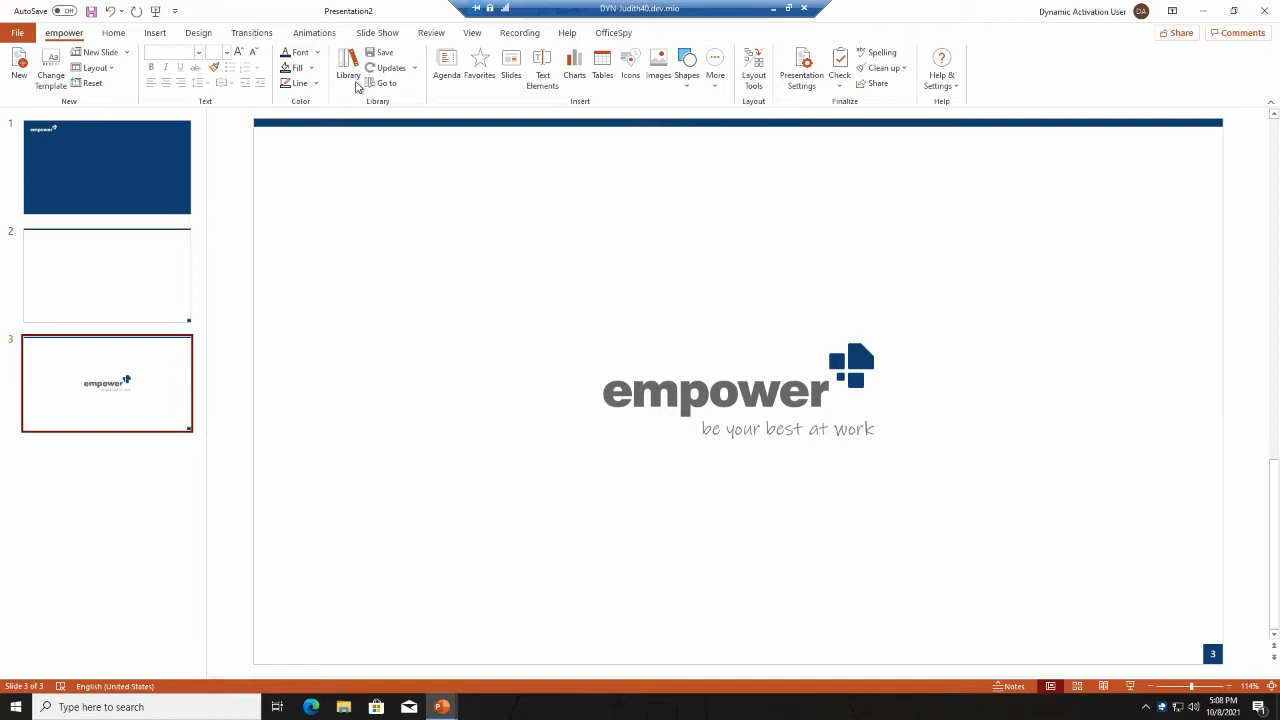 AutoSave Off Presentation2 DYN-Judith40.dev.mio Dynamic Activation User DA
File empower Home Insert Design Transitions Animations Slide Show Review View Recording Help OfficeSpy Share Comments
New Change Template New Slide Layout Reset
New
B I U ab A A
Text
Font
Fill
Line
Color
Library Save Updates Go to
Library
Agenda Favorites Slides Text Elements Charts Tables Icons Images Shapes More
Insert
Layout Tools
Layout
Presentation Settings Check Spelling Clean up Share
Finalize
Help & Settings
Help
1
empower
2
3
empower
empower
be your best at work
3
Slide 3 of 3 English (United States) Notes 114%
Type here to search
5:08 PM
10/8/2021
1